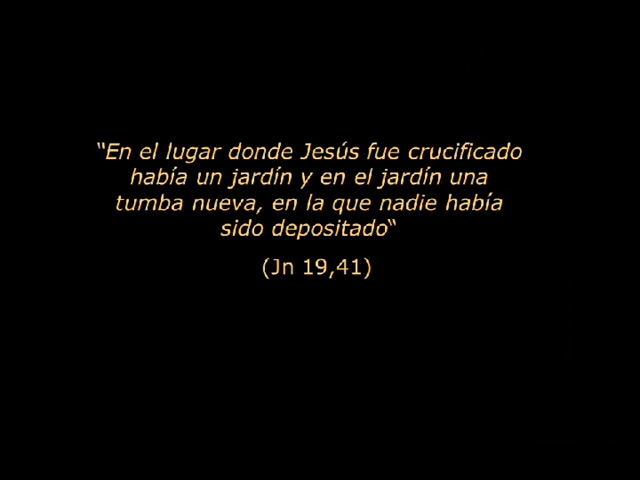 “En el lugar donde Jesús fue crucificado
había un jardín y en el jardín una
tumba nueva, en la que nadie había
sido depositado“
(Jn 19,41)